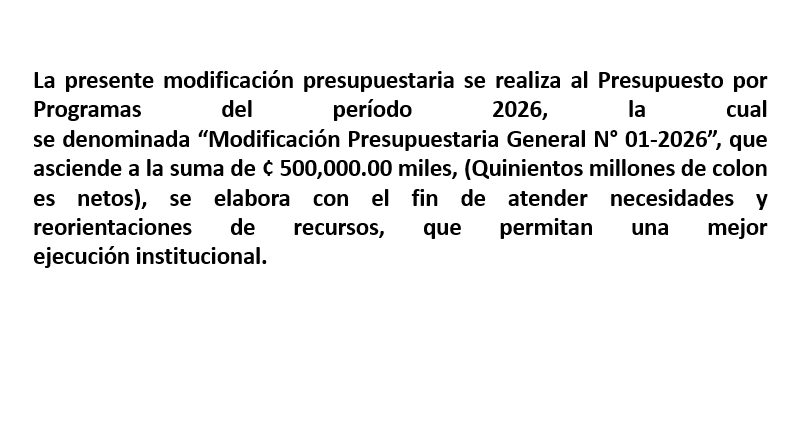 La presente modificación presupuestaria se realiza al Presupuesto por
Programas del período 2026, la cual
se denominada “Modificación Presupuestaria General N° 01-2026”, que
asciende a la suma de ¢ 500,000.00 miles, (Quinientos millones de colon
es netos), se elabora con el fin de atender necesidades y
reorientaciones de recursos, que permitan una mejor
ejecución institucional.